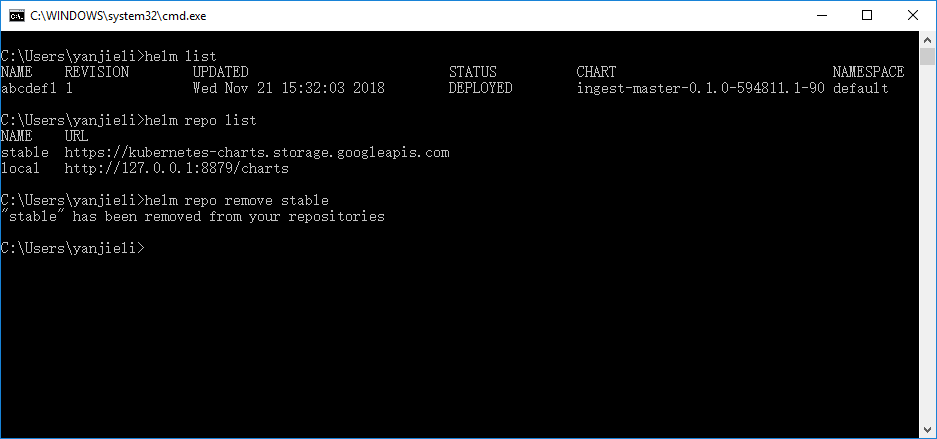 C:\WINDOWS\system32\cmd.exe
C:\Users\yanjieli>helm list
NAME REVISION UPDATED STATUS CHART NAMESPACE
abcdef1 1 Wed Nov 21 15:32:03 2018 DEPLOYED ingest-master-0.1.0-594811.1-90 default
C:\Users\yanjieli>helm repo list
NAME URL
stable https://kubernetes-charts.storage.googleapis.com
local http://127.0.0.1:8879/charts
C:\Users\yanjieli>helm repo remove stable
"stable" has been removed from your repositories
C:\Users\yanjieli>